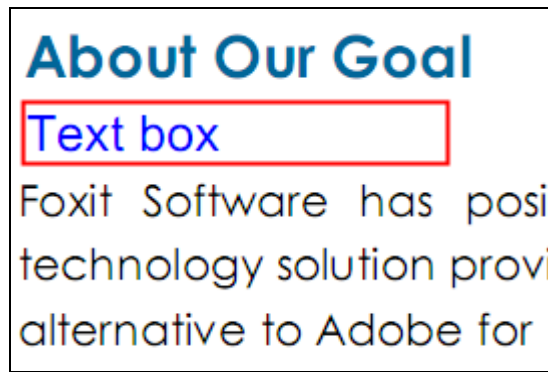 About Our Goal
Text box
Foxit Software has posi
technology solution provi
alternative to Adobe for